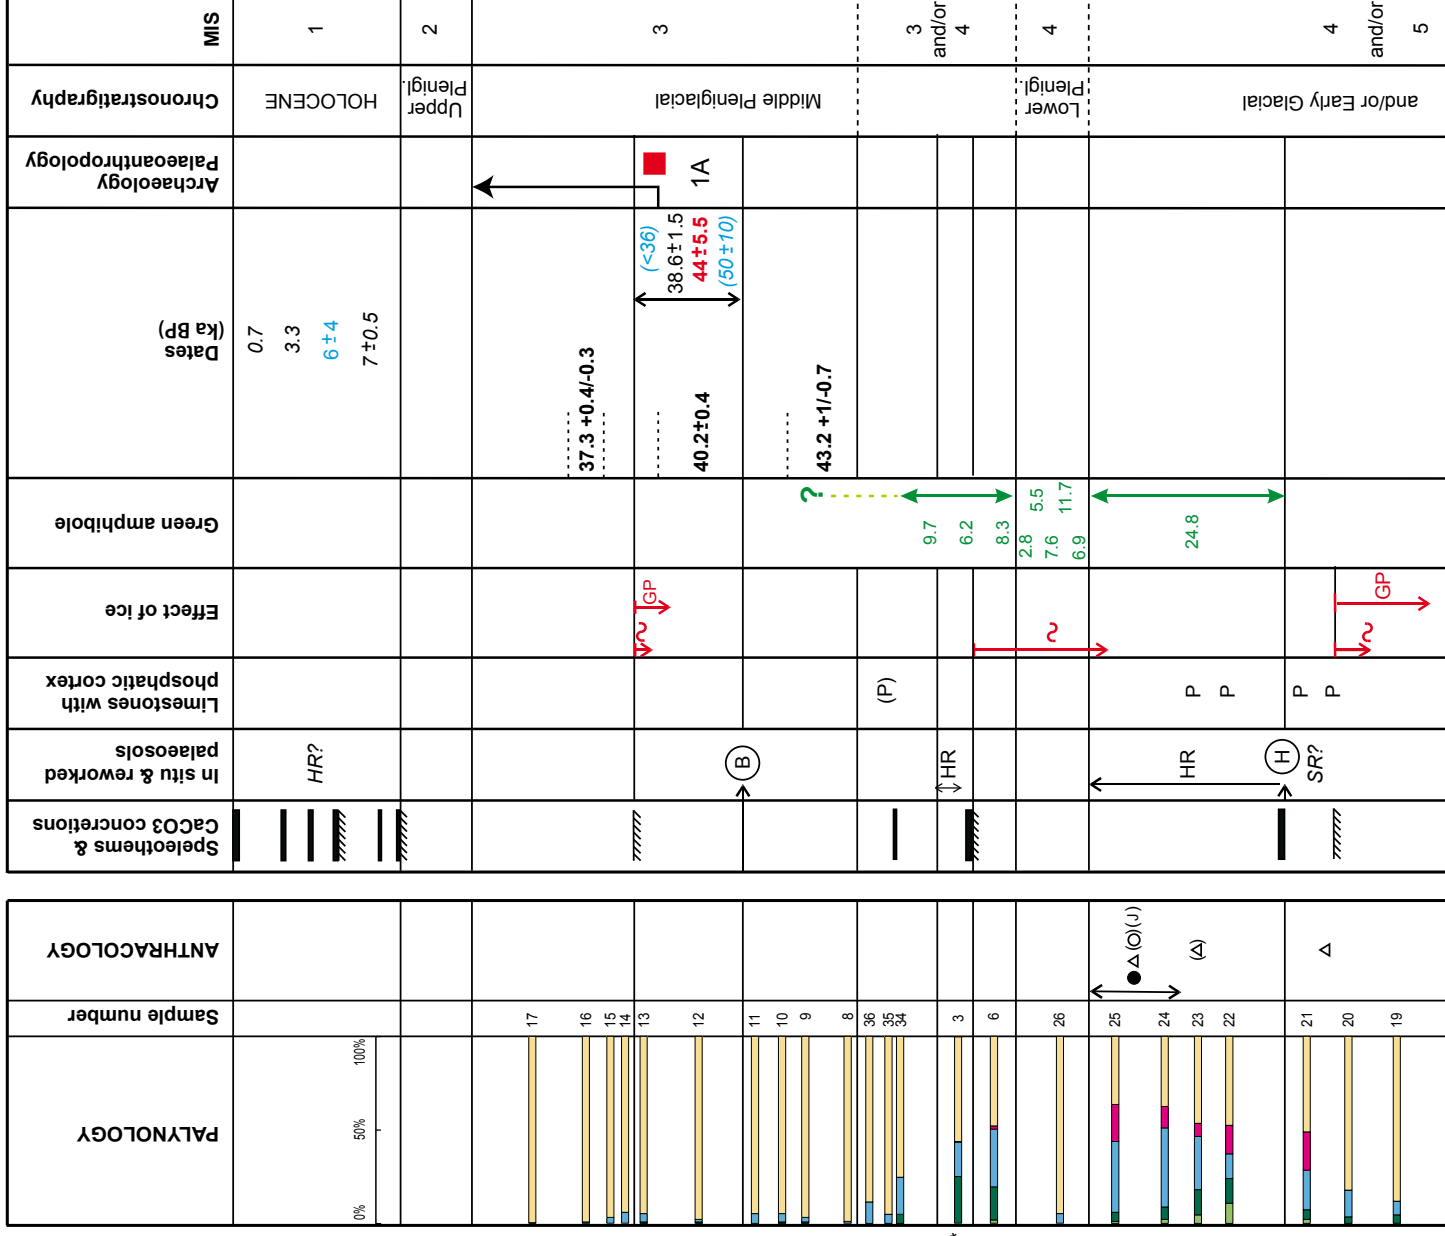 MIS
1
2
3
3
and/or
4
4
4
and/or
5
Chronostratigraphy
HOLOCENE
Upper
Plenigl.
Middle Pleniglacial
Lower
Plenigl.
and/or Early Glacial
Archaeology
Palaeoanthropology
1A
Dates
(ka BP)
0.7
3.3
6±4
7±0.5
37.3 +0.4/-0.3
40.2±0.4
43.2 +1/-0.7
(<36)
38.6±1.5
44±5.5
(50±10)
Green amphibole
?
9.7
6.2
8.3
2.8
7.6
6.9
5.5
11.7
24.8
Effect of ice
~
GP
~
~
GP
Limestones with
phosphatic cortex
(P)
P
P
P
P
In situ & reworked
palaeosols
HR?
B
HR
HR
H
SR?
Speleothems &
CaCO3 concretions
ANTHRACOLOGY
(O)(J)
Sample number
17
16
15
14
13
12
11
10
9
8
36
35
34
3
6
26
25
24
23
22
21
20
19
PALYNOLOGY
100%
50%
0%